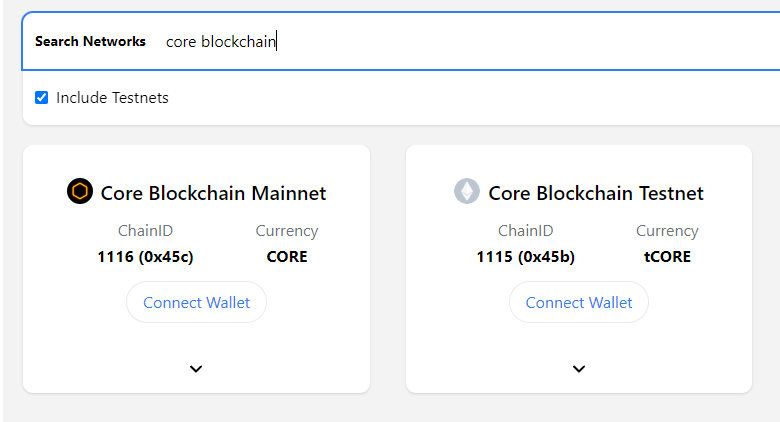 Search Networks core blockchain
Include Testnets
Core Blockchain Mainnet
ChainID Currency
1116 (0x45c) CORE
Connect Wallet
Core Blockchain Testnet
ChainID Currency
1115 (0x45b) tCORE
Connect Wallet